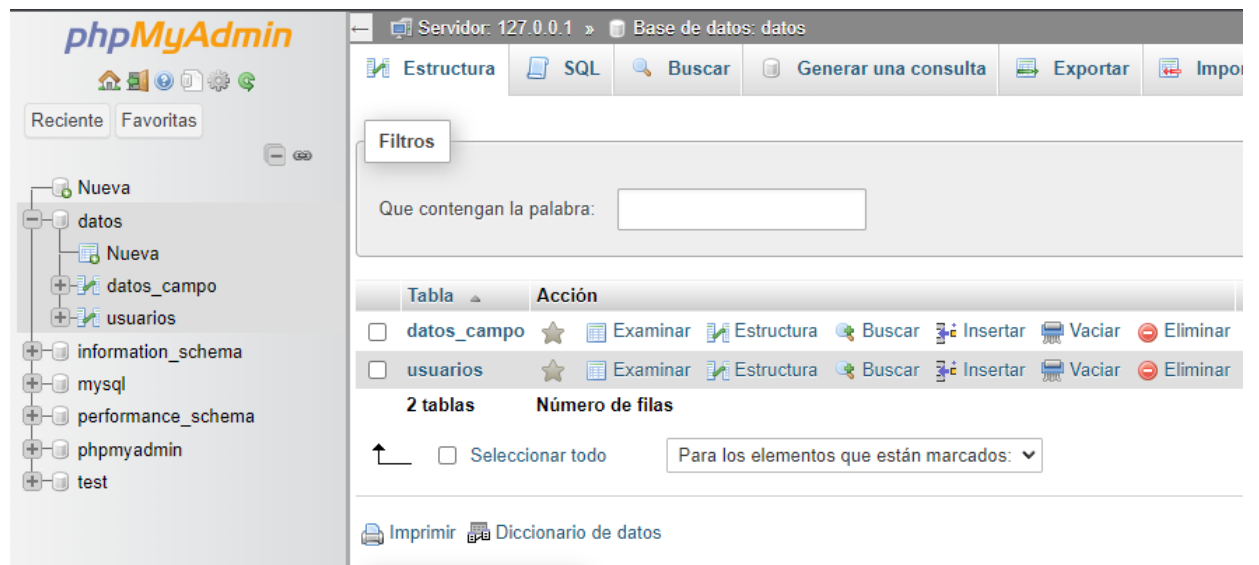 phpMyAdmin
Reciente Favoritas
Nueva
datos
Nueva
datos_campo
usuarios
information_schema
mysql
performance_schema
phpmyadmin
test
← Servidor: 127.0.0.1 » Base de datos: datos
Estructura SQL Buscar Generar una consulta Exportar Impor
Filtros
Que contengan la palabra:
Tabla Acción
datos_campo Examinar Estructura Buscar Insertar Vaciar Eliminar
usuarios Examinar Estructura Buscar Insertar Vaciar Eliminar
2 tablas Número de filas
Seleccionar todo Para los elementos que están marcados:
Imprimir Diccionario de datos